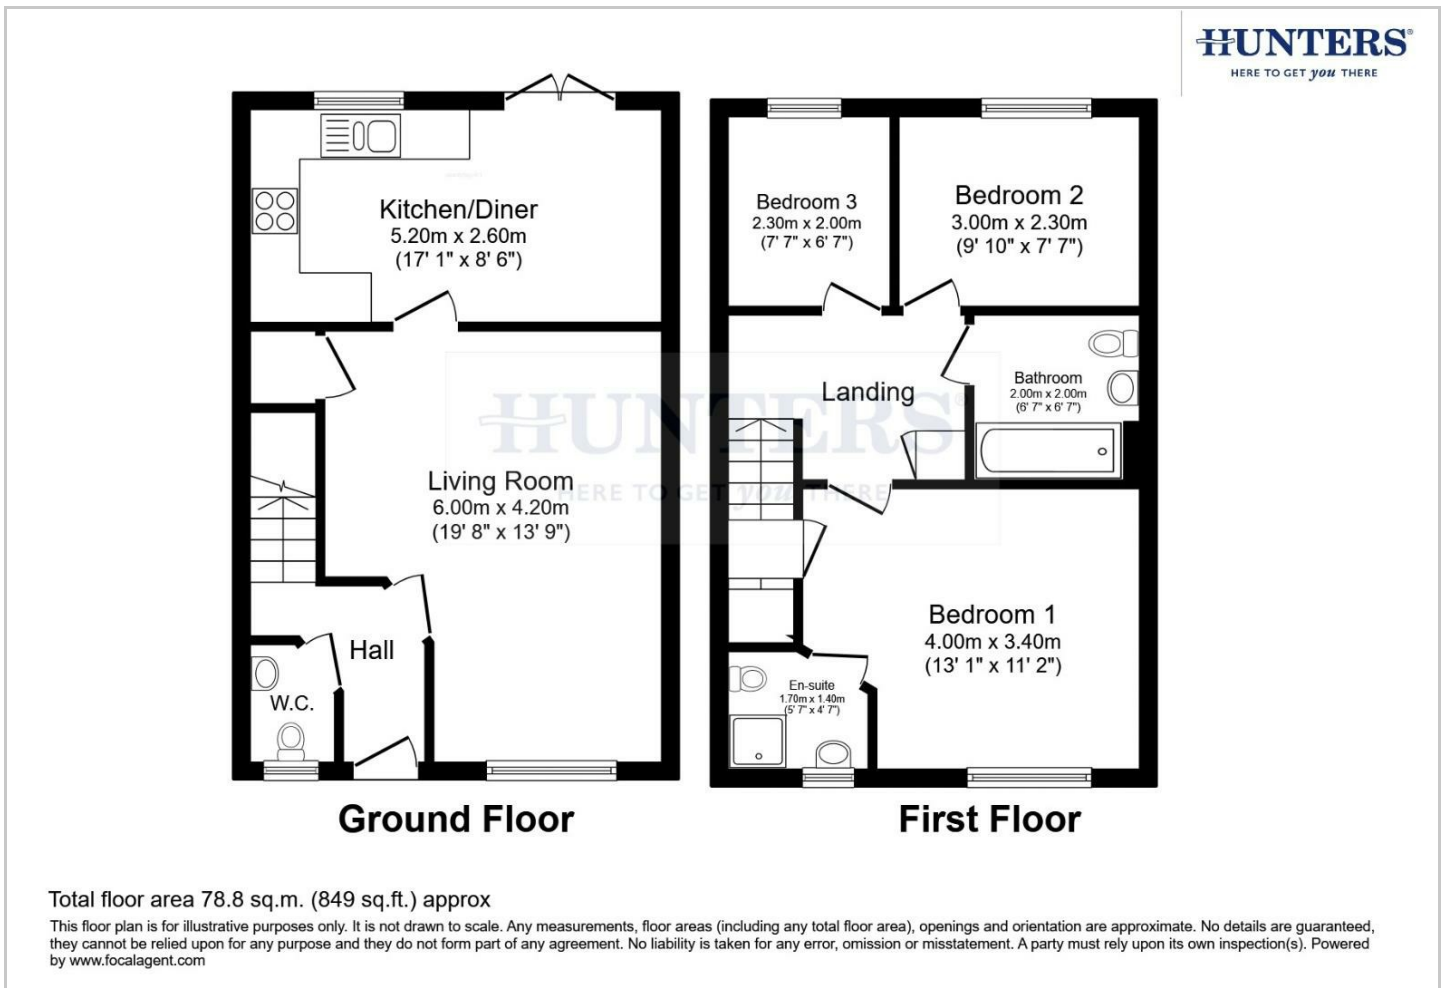 HUNTERS®
HERE TO GET you THERE
Kitchen/Diner
5.20m x 2.60m
(17' 1" x 8' 6")
Bedroom 3
2.30m x 2.00m
(7' 7" x 6' 7")
Bedroom 2
3.00m x 2.30m
(9' 10" x 7' 7")
Landing
Bathroom
2.00m x 2.00m
(6' 7" x 6' 7")
HUNTERS®
HERE TO GET you THERE
Living Room
6.00m x 4.20m
(19' 8" x 13' 9")
Hall
W.C.
Bedroom 1
4.00m x 3.40m
(13' 1" x 11' 2")
En-suite
1.70m x 1.40m
(5' 7" x 4' 7")
Ground Floor
First Floor
Total floor area 78.8 sq.m. (849 sq.ft.) approx
This floor plan is for illustrative purposes only. It is not drawn to scale. Any measurements, floor areas (including any total floor area), openings and orientation are approximate. No details are guaranteed,
they cannot be relied upon for any purpose and they do not form part of any agreement. No liability is taken for any error, omission or misstatement. A party must rely upon its own inspection(s). Powered
by www.focalagent.com